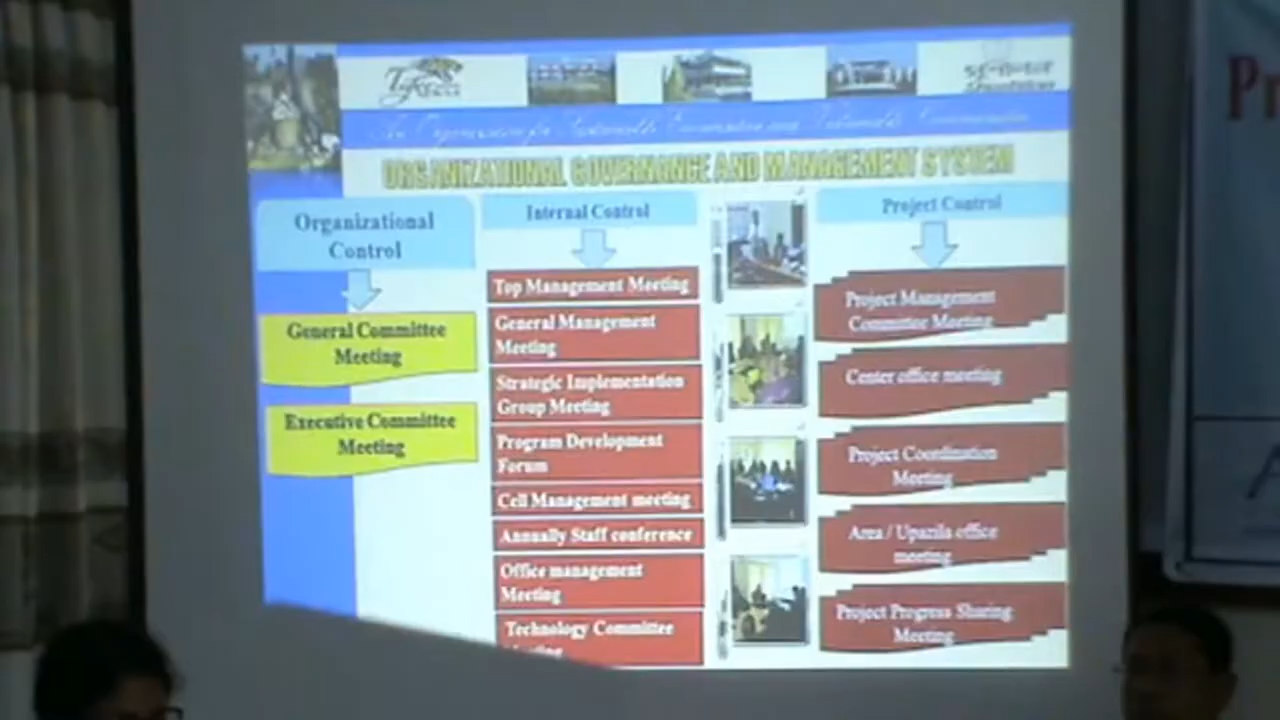 ORGANIZATIONAL GOVERNANCE AND MANAGEMENT SYSTEM
Organizational
Control
General Committee
Meeting
Executive Committee
Meeting
Internal Control
Top Management Meeting
General Management
Meeting
Strategic Implementation
Group Meeting
Program Development
Forum
Cell Management meeting
Annually Staff conference
Office management
Meeting
Technology Committee
Project Control
Project Management
Committee Meeting
Center office meeting
Project Coordination
Meeting
Area / Upazila office
meeting
Project Progress Sharing
Meeting
Pr